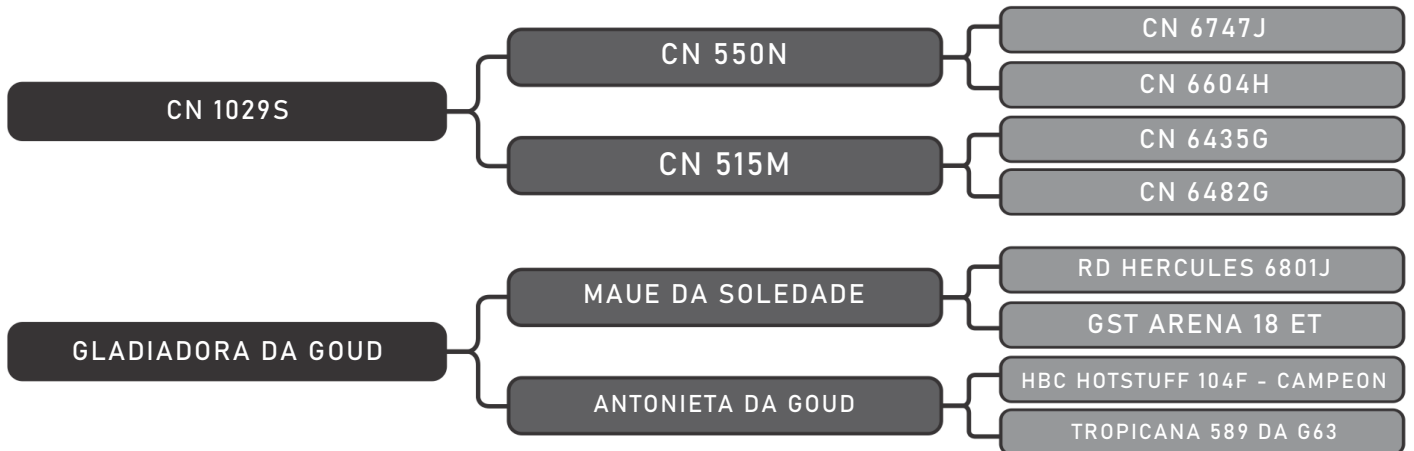 CN 1029S
CN 550N
CN 6747J
CN 6604H
CN 515M
CN 6435G
CN 6482G
GLADIADORA DA GOUD
MAUE DA SOLEDADE
RD HERCULES 6801J
GST ARENA 18 ET
ANTONIETA DA GOUD
HBC HOTSTUFF 104F - CAMPEON
TROPICANA 589 DA G63